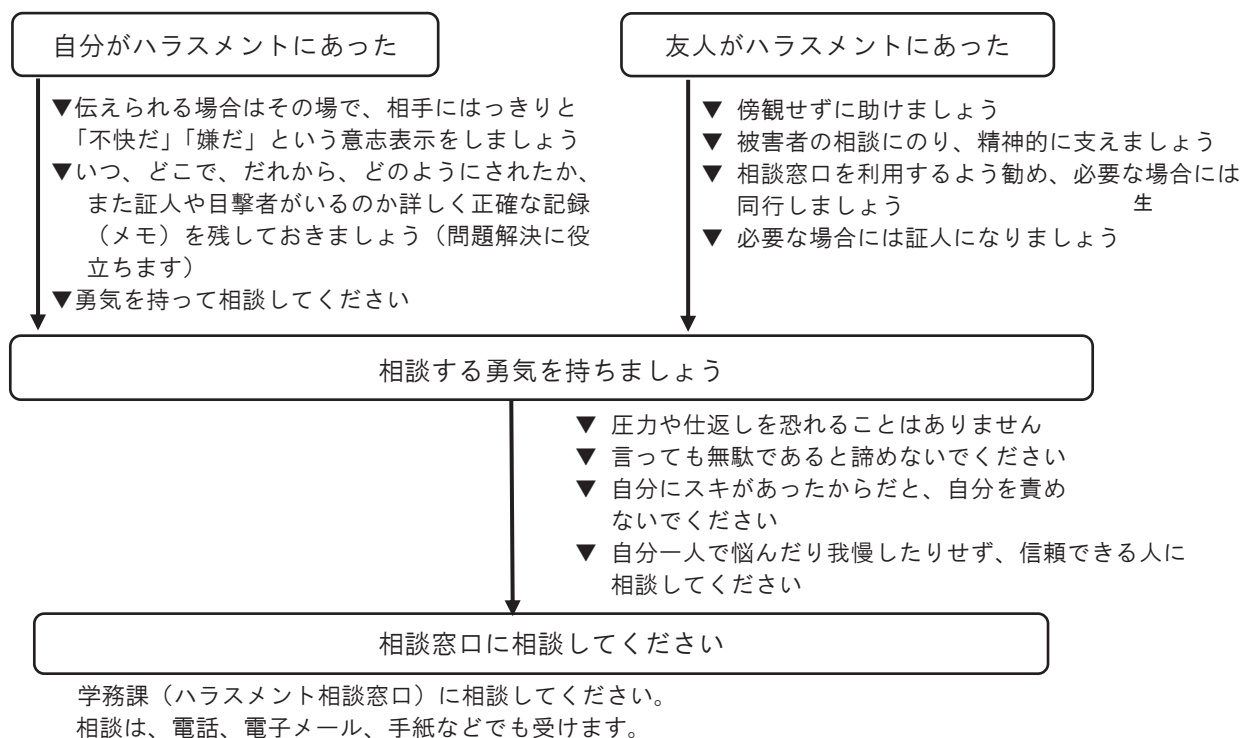 自分がハラスメントにあった
▼伝えられる場合はその場で、相手にはっきりと
「不快だ」「嫌だ」という意志表示をしましょう
▼いつ、どこで、だれから、どのようにされたか、
また証人や目撃者がいるのか詳しく正確な記録
（メモ）を残しておきましょう（問題解決に役
立ちます）
▼勇気を持って相談してください
友人がハラスメントにあった
▼ 傍観せずに助けましょう
▼ 被害者の相談にのり、精神的に支えましょう
▼ 相談窓口を利用するよう勧め、必要な場合には
同行しましょう
生
▼ 必要な場合には証人になりましょう
相談する勇気を持ちましょう
▼ 圧力や仕返しを恐れることはありません
▼ 言っても無駄であると諦めないでください
▼ 自分にスキがあったからだと、自分を責め
ないでください
▼ 自分一人で悩んだり我慢したりせず、信頼できる人に
相談してください
相談窓口に相談してください
学務課（ハラスメント相談窓口）に相談してください。
相談は、電話、電子メール、手紙などでも受けます。